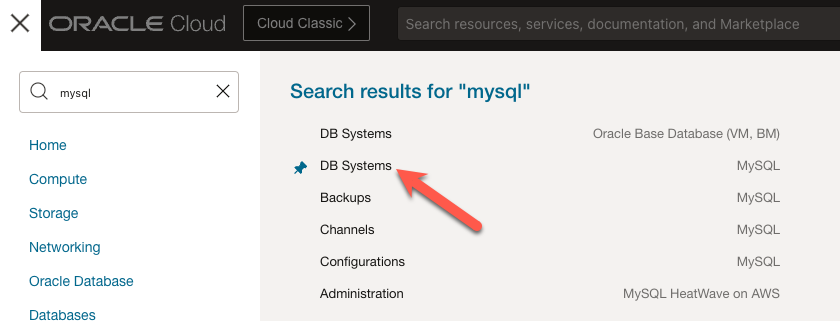 ORACLE Cloud
Cloud Classic >
Search resources, services, documentation, and Marketplace
mysql
Home
Compute
Storage
Networking
Oracle Database
Databases
Search results for "mysql"
DB Systems Oracle Base Database (VM, BM)
DB Systems MySQL
Backups MySQL
Channels MySQL
Configurations MySQL
Administration MySQL HeatWave on AWS